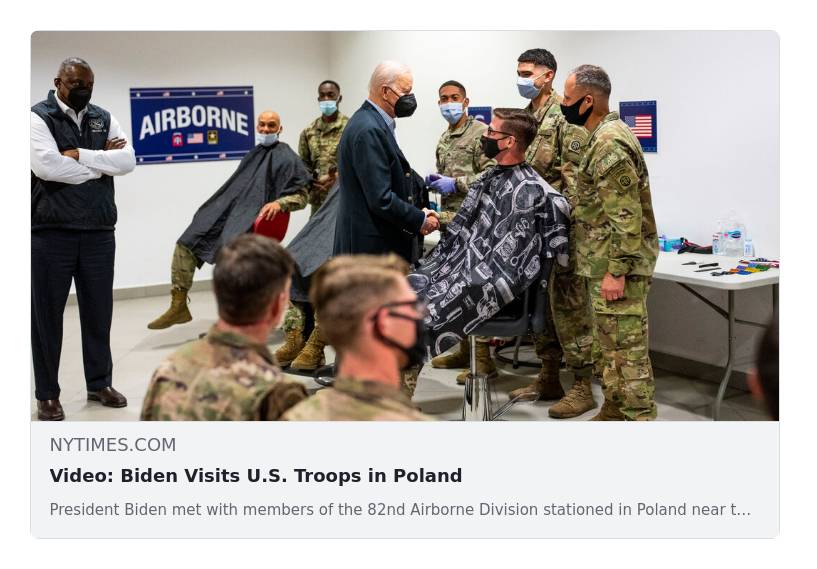 AIRBORNE
NYTIMES.COM
Video: Biden Visits U.S. Troops in Poland
President Biden met with members of the 82nd Airborne Division stationed in Poland near t...